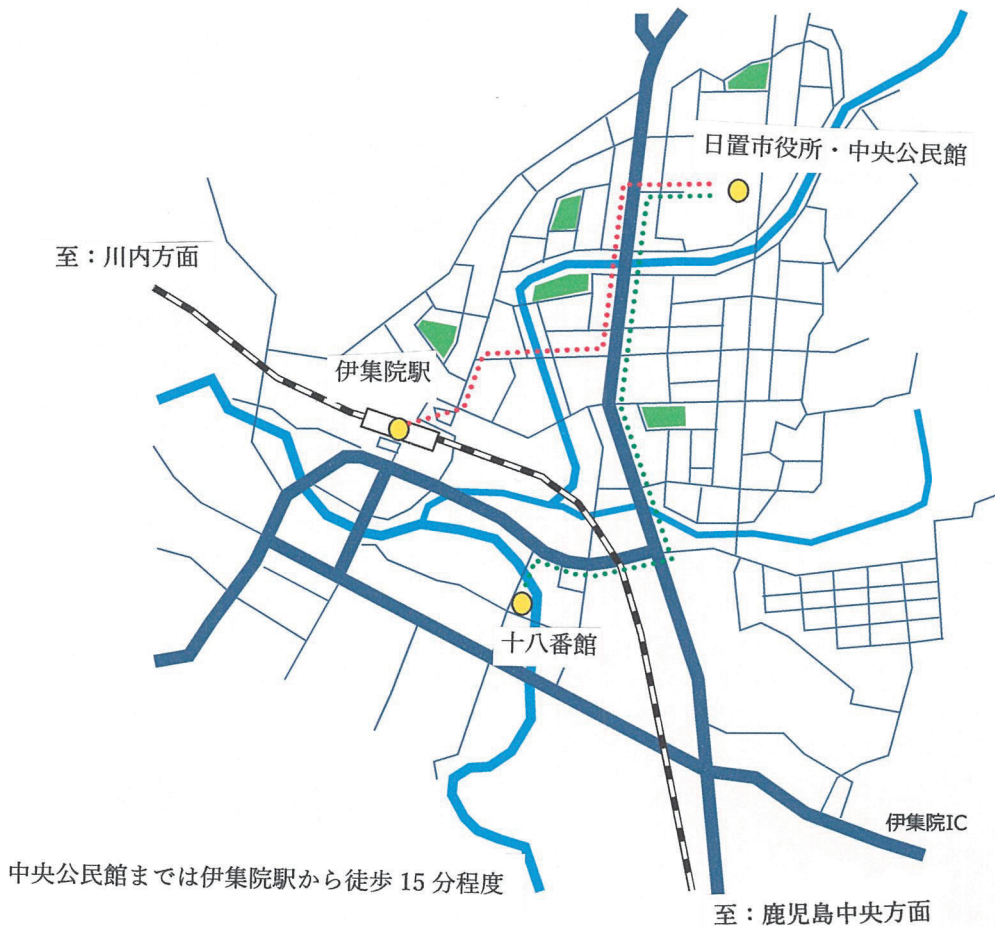 日置市役所・中央公民館
至：川内方面
伊集院駅
十八番館
伊集院IC
中央公民館までは伊集院駅から徒歩 15 分程度
至：鹿児島中央方面